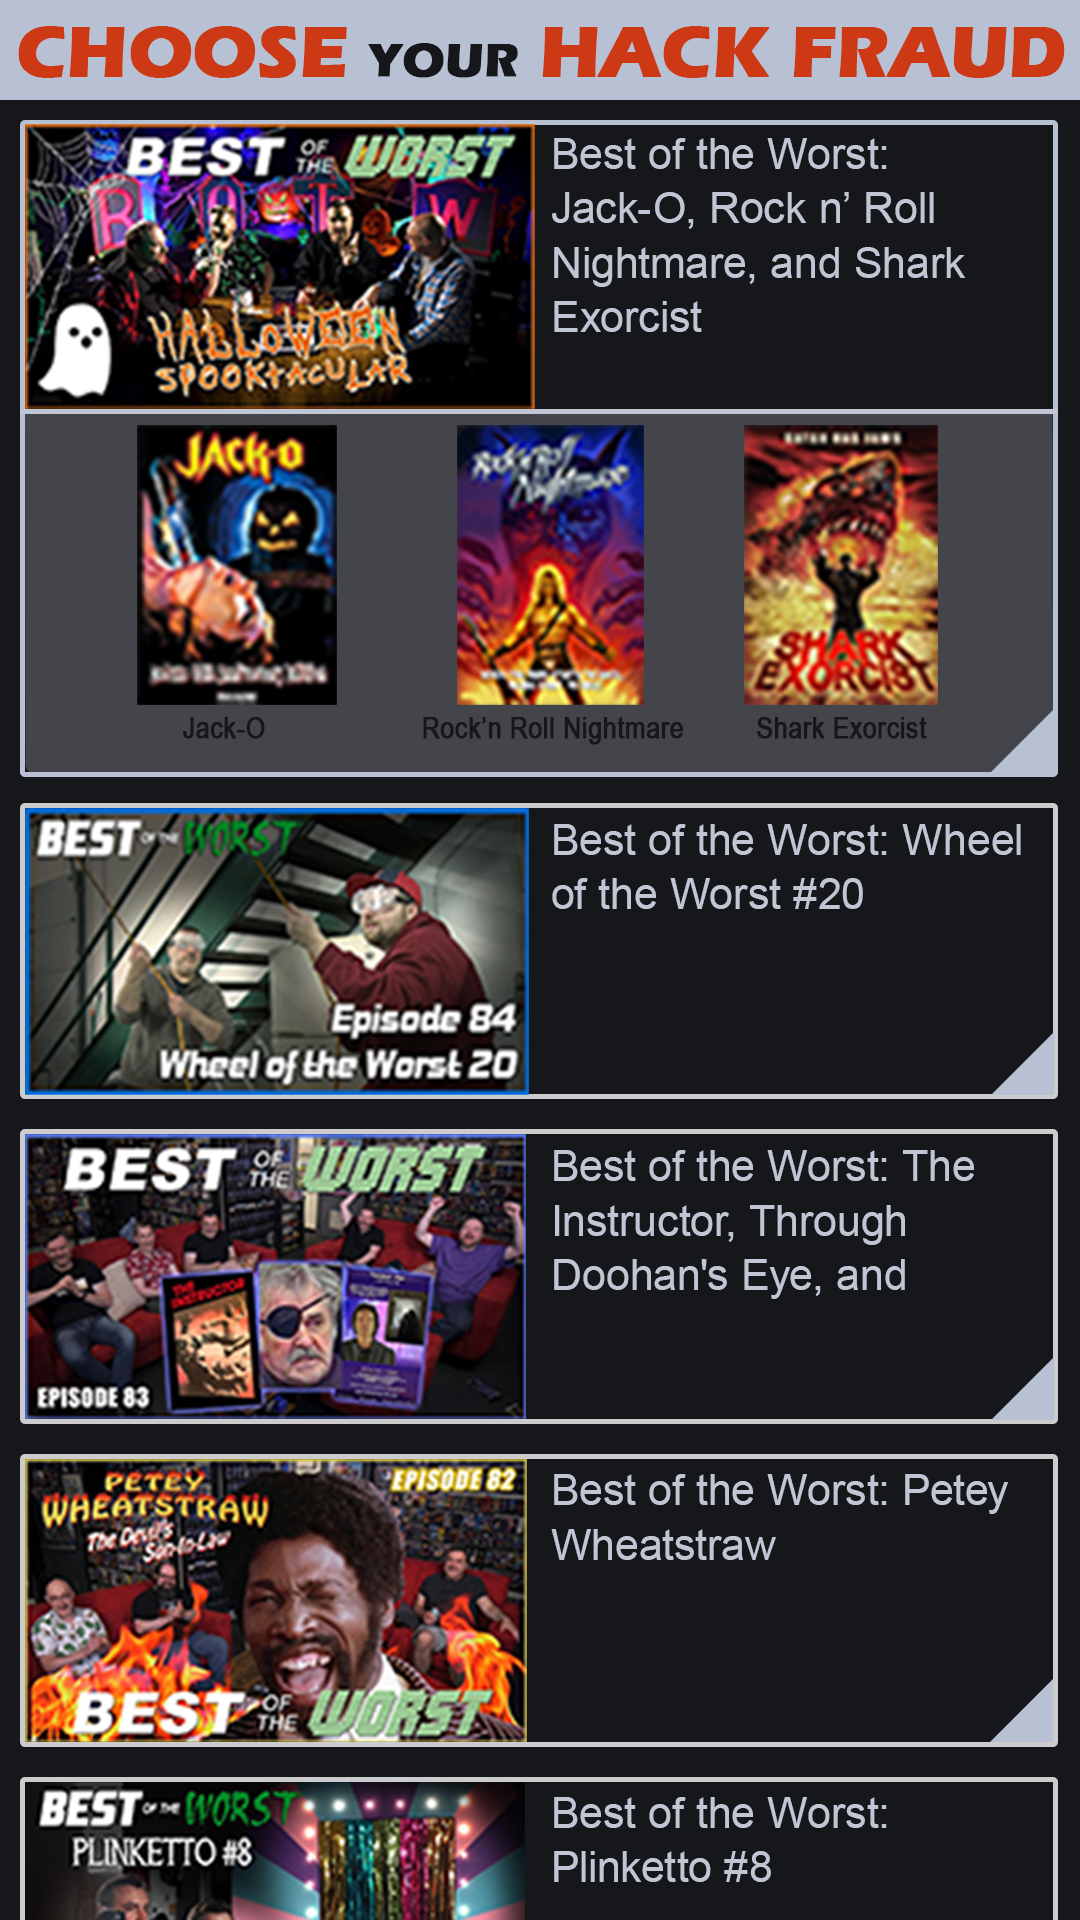 CHOOSE YOUR HACK FRAUD
BEST OF THE WORST
BOTW
HALLOWEEN
SPOOKTACULAR
Best of the Worst:
Jack-O, Rock n’ Roll
Nightmare, and Shark
Exorcist
JACK-O
Rock'n'Roll
Nightmare
SHARK
EXORCIST
Jack-O
Rock’n Roll Nightmare
Shark Exorcist
BEST OF THE WORST
Episode 84
Wheel of the Worst 20
Best of the Worst: Wheel
of the Worst #20
BEST OF THE WORST
THE
INSTRUCTOR
EPISODE 83
Best of the Worst: The
Instructor, Through
Doohan's Eye, and
PETEY
WHEATSTRAW
The Devil's
Son-In-Law
EPISODE 82
BEST OF THE WORST
Best of the Worst: Petey
Wheatstraw
BEST OF THE WORST
PLINKETTO #8
Best of the Worst:
Plinketto #8